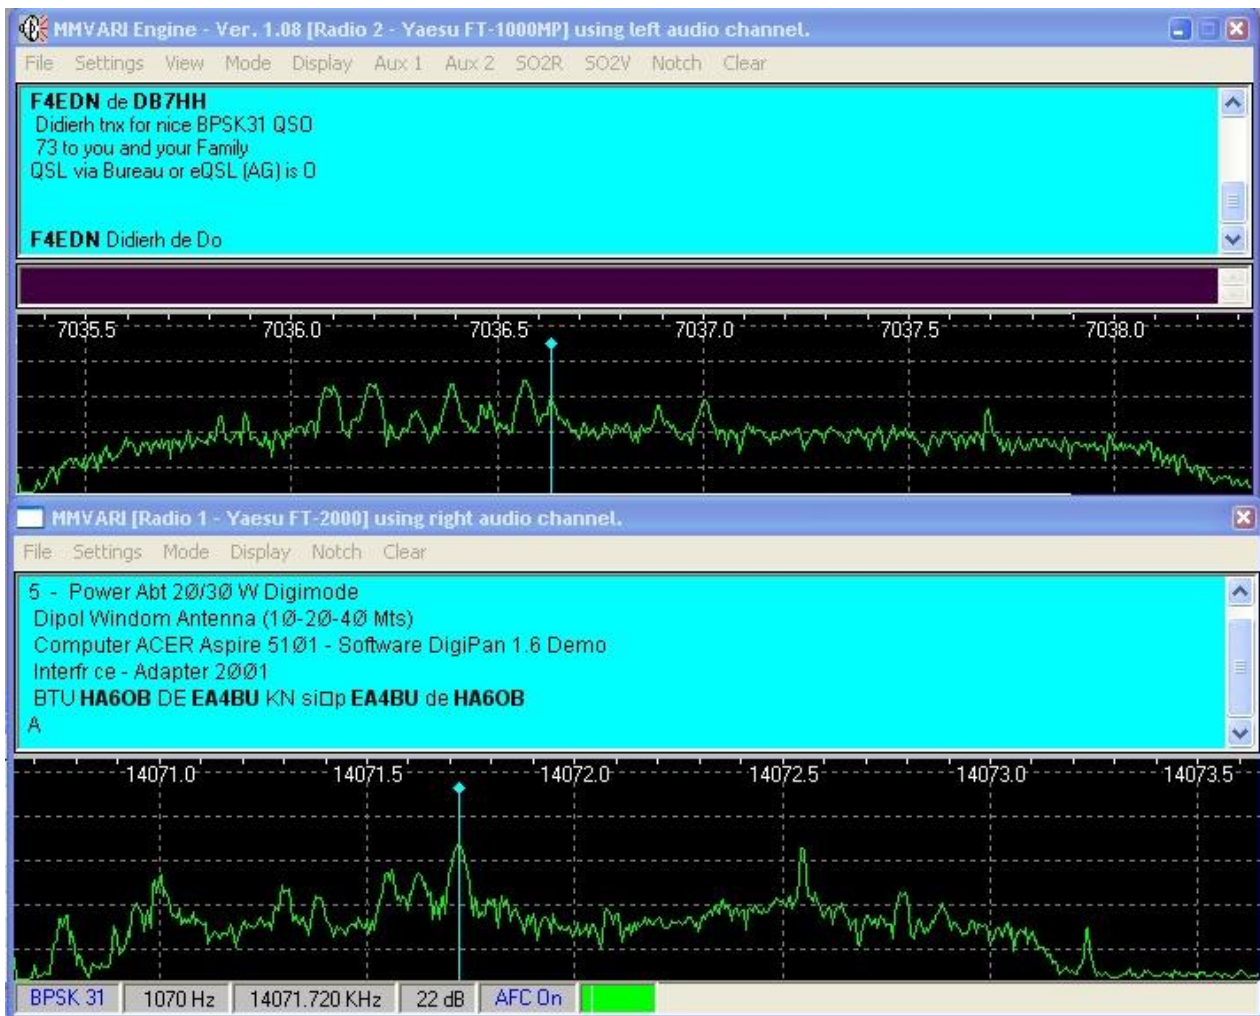 MMVARI Engine - Ver. 1.08 [Radio 2 - Yaesu FT-1000MP] using left audio channel.
File Settings View Mode Display Aux 1 Aux 2 SO2R SO2V Notch Clear
F4EDN de DB7HH
Didierh tnx for nice BPSK31 QSO
73 to you and your Family
QSL via Bureau or eQSL (AG) is O
F4EDN Didierh de Do
7035.5 7036.0 7036.5 7037.0 7037.5 7038.0
MMVARI [Radio 1 - Yaesu FT-2000] using right audio channel.
File Settings Mode Display Notch Clear
5 - Power Abt 2Ø/3Ø W Digimode
Dipol Windom Antenna (1Ø-2Ø-4Ø Mts)
Computer ACER Aspire 51Ø1 - Software DigiPan 1.6 Demo
Interfr ce - Adapter 2ØØ1
BTU HA6OB DE EA4BU KN si□p EA4BU de HA6OB
A
14071.0 14071.5 14072.0 14072.5 14073.0 14073.5
BPSK 31 1070 Hz 14071.720 KHz 22 dB AFC On